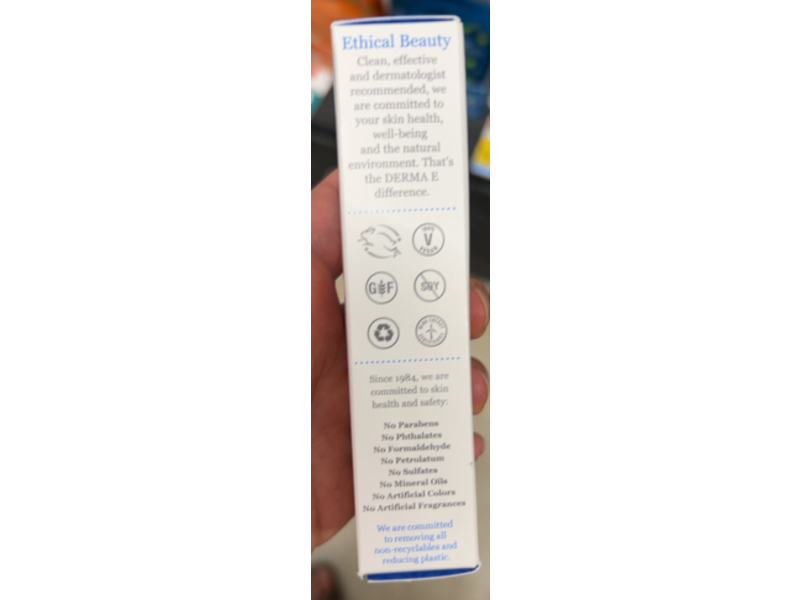 Ethical Beauty
Clean, effective
and dermatologist
recommended, we
are committed to
your skin health,
well-being
and the natural
environment. That's
the DERMA E
difference.
100%
V
VEGAN
GF
SOY
Since 1984, we are
committed to skin
health and safety:
No Parabens
No Phthalates
No Formaldehyde
No Petrolatum
No Sulfates
No Mineral Oils
No Artificial Colors
No Artificial Fragrances
We are committed
to removing all
non-recyclables and
reducing plastic.